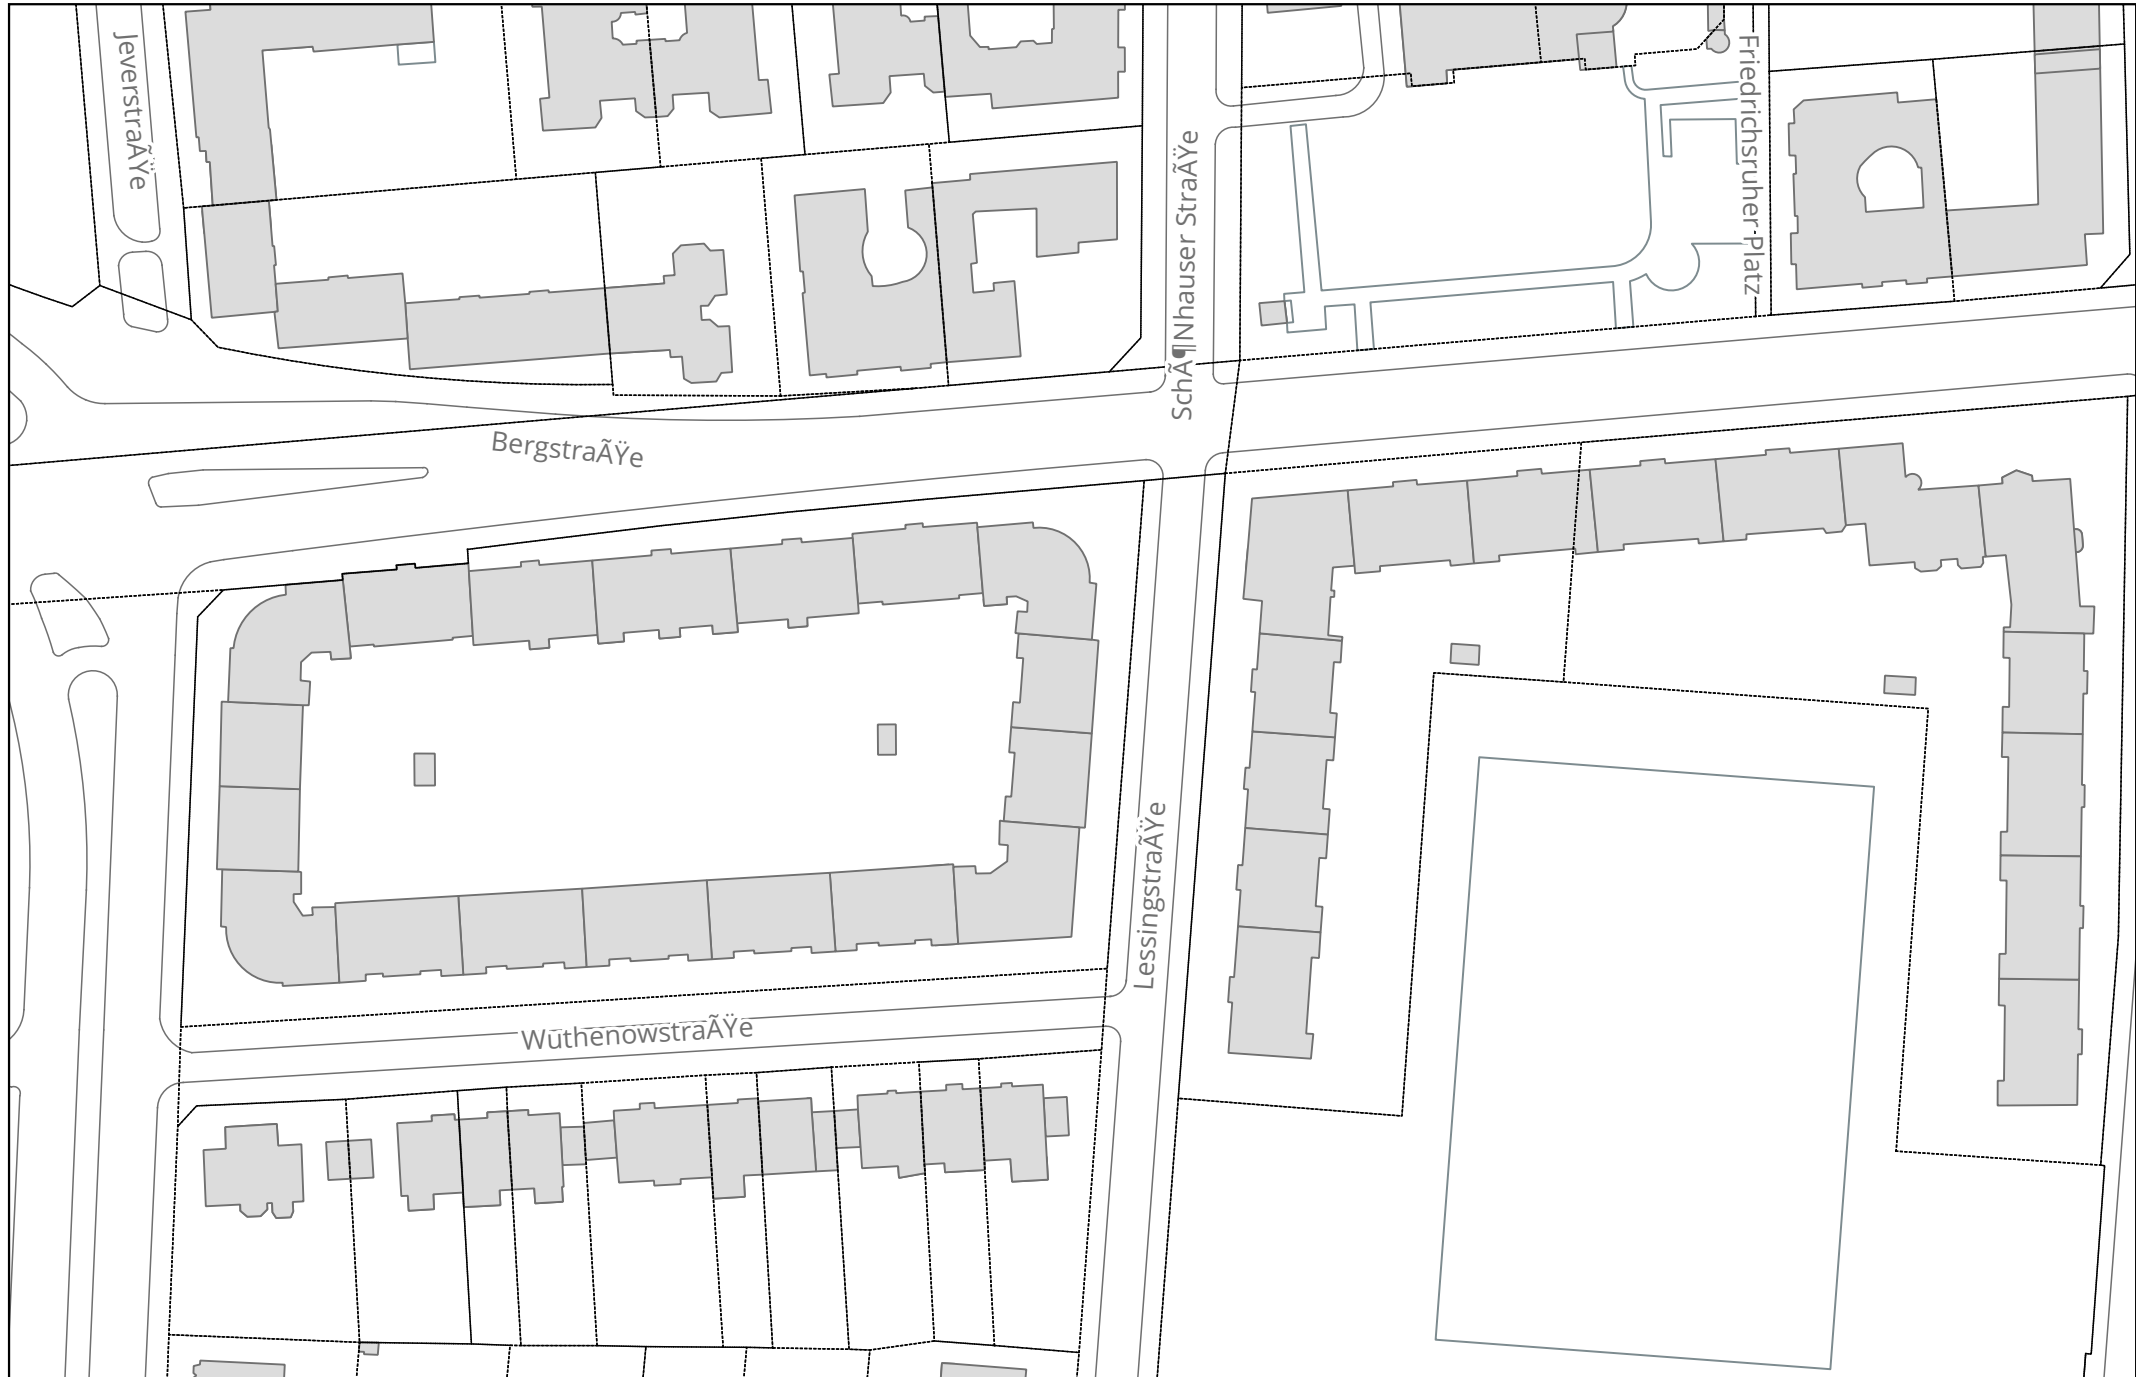 JeverstraÃŸe
Friedrichsruher-Platz
SchÃ¶Nhauser StraÃŸe
BergstraÃŸe
LessingstraÃŸe
WuthenowstraÃŸe